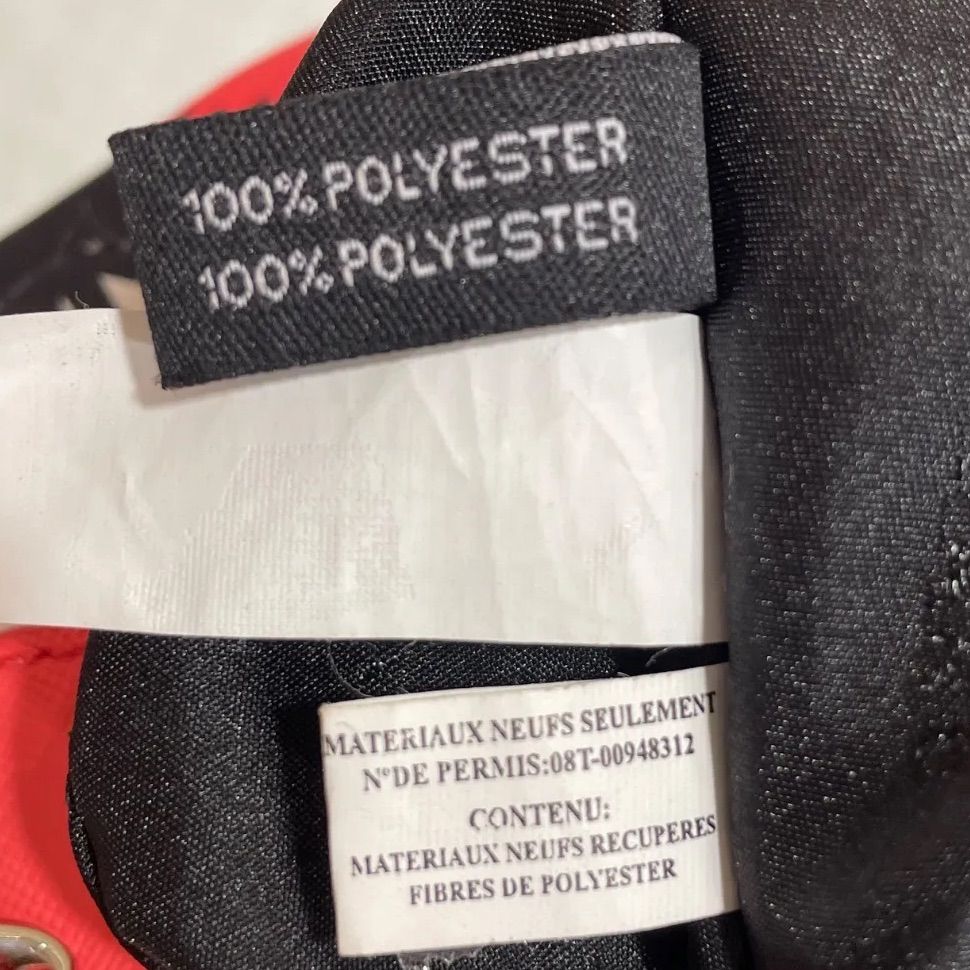 100% POLYESTER
100% POLYESTER
MATERIAUX NEUFS SEULEMENT
N°DE PERMIS:08T-00948312
CONTENU:
MATERIAUX NEUFS RECUPERES
FIBRES DE POLYESTER